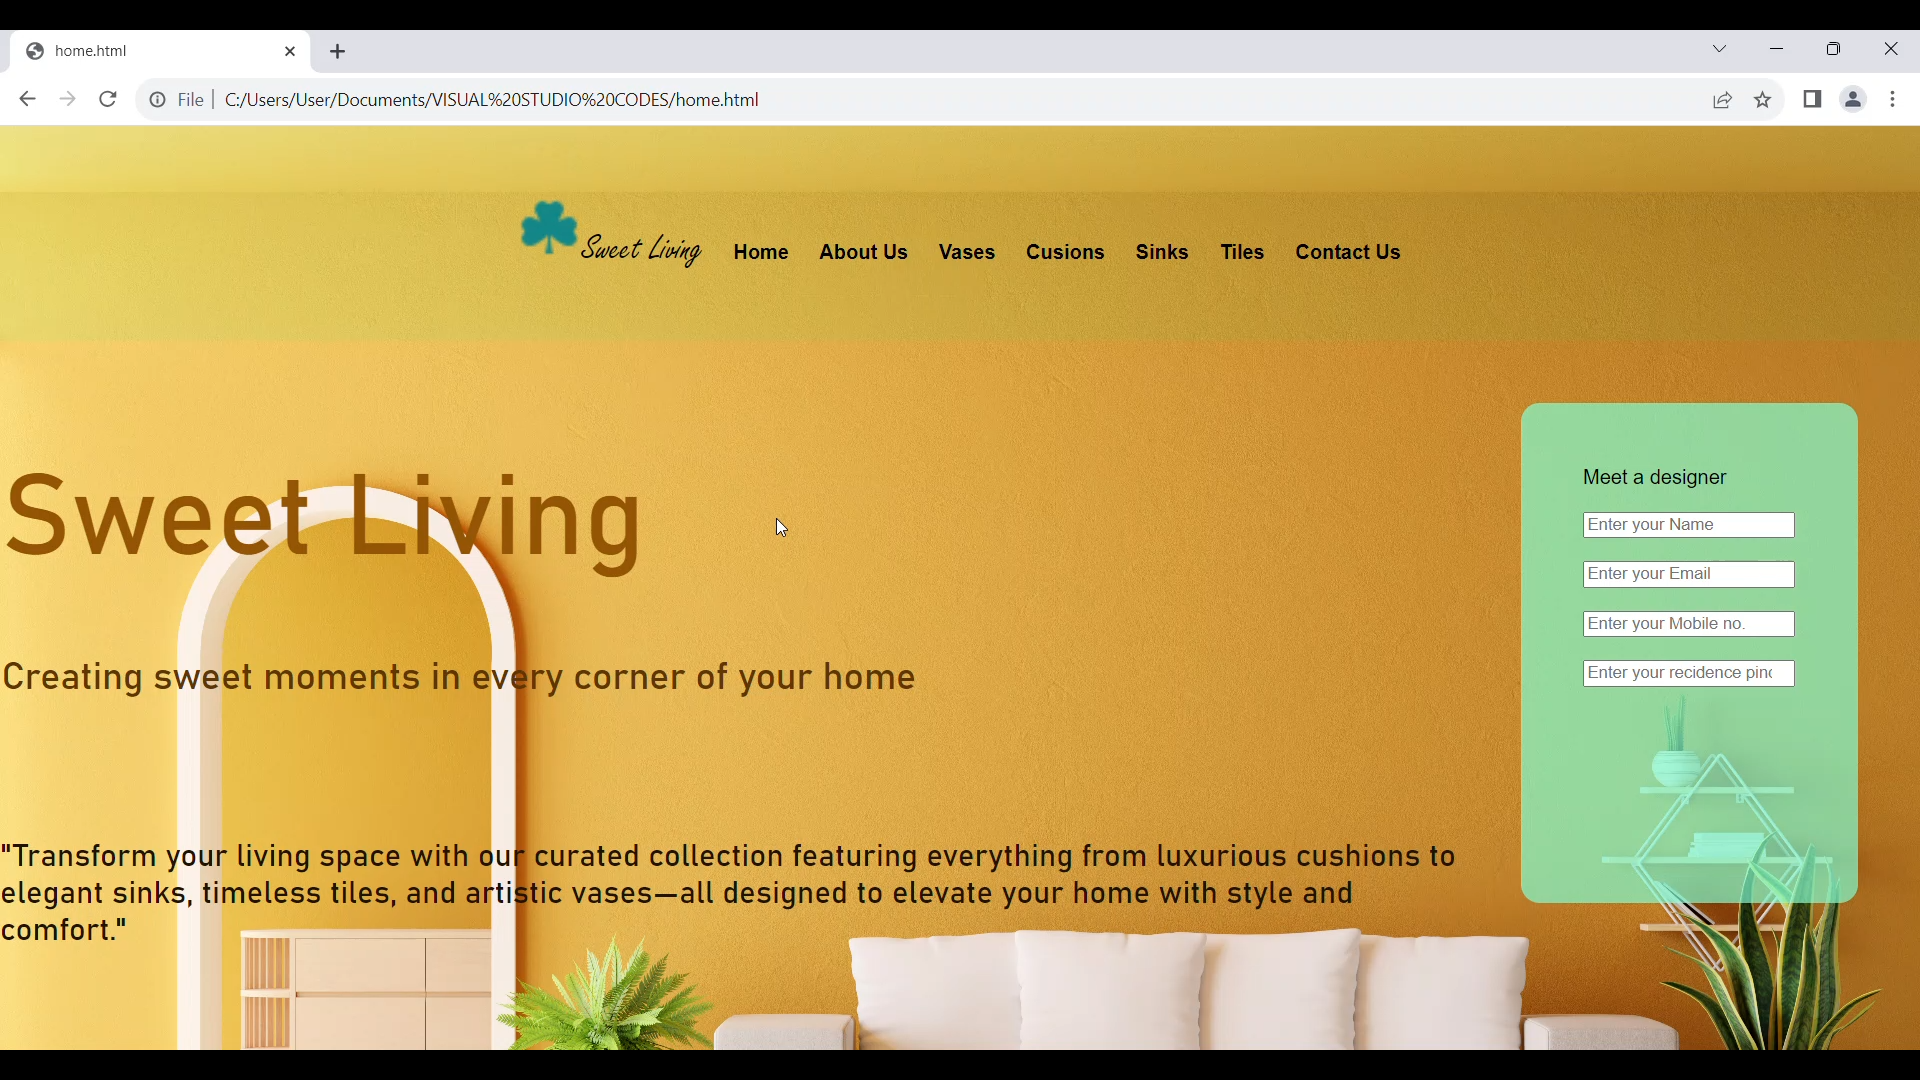 home.html
File
C:/Users/User/Documents/VISUAL%20STUDIO%20CODES/home.html
Sweet Living
Home
About Us
Vases
Cusions
Sinks
Tiles
Contact Us
Sweet Living
Creating sweet moments in every corner of your home
"Transform your living space with our curated collection featuring everything from luxurious cushions to
elegant sinks, timeless tiles, and artistic vases—all designed to elevate your home with style and
comfort."
Meet a designer
Enter your Name
Enter your Email
Enter your Mobile no.
Enter your recidence pinc